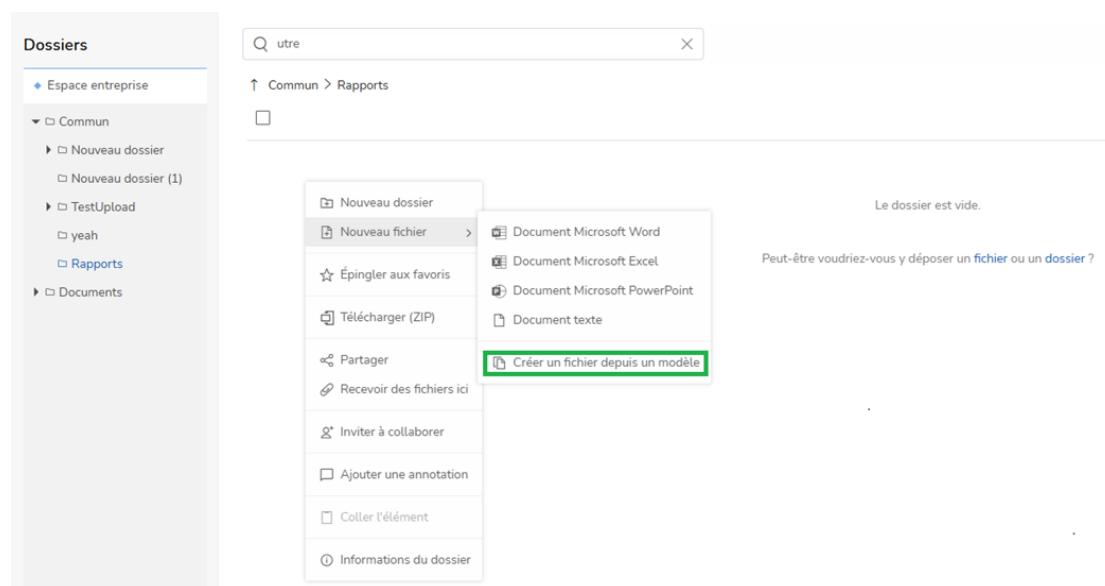 Dossiers
Espace entreprise
Commun
Nouveau dossier
Nouveau dossier (1)
TestUpload
yeah
Rapports
Documents
utre
Commun > Rapports
Nouveau dossier
Nouveau fichier
Épingler aux favoris
Télécharger (ZIP)
Partager
Recevoir des fichiers ici
Inviter à collaborer
Ajouter une annotation
Coller l'élément
Informations du dossier
Document Microsoft Word
Document Microsoft Excel
Document Microsoft PowerPoint
Document texte
Créer un fichier depuis un modèle
Le dossier est vide.
Peut-être voudriez-vous y déposer un fichier ou un dossier ?